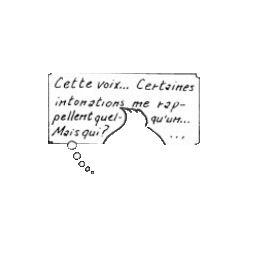 Cette voix... Certaines
intonations me rap-
pellent quel- qu'un...
Mais qui? ...